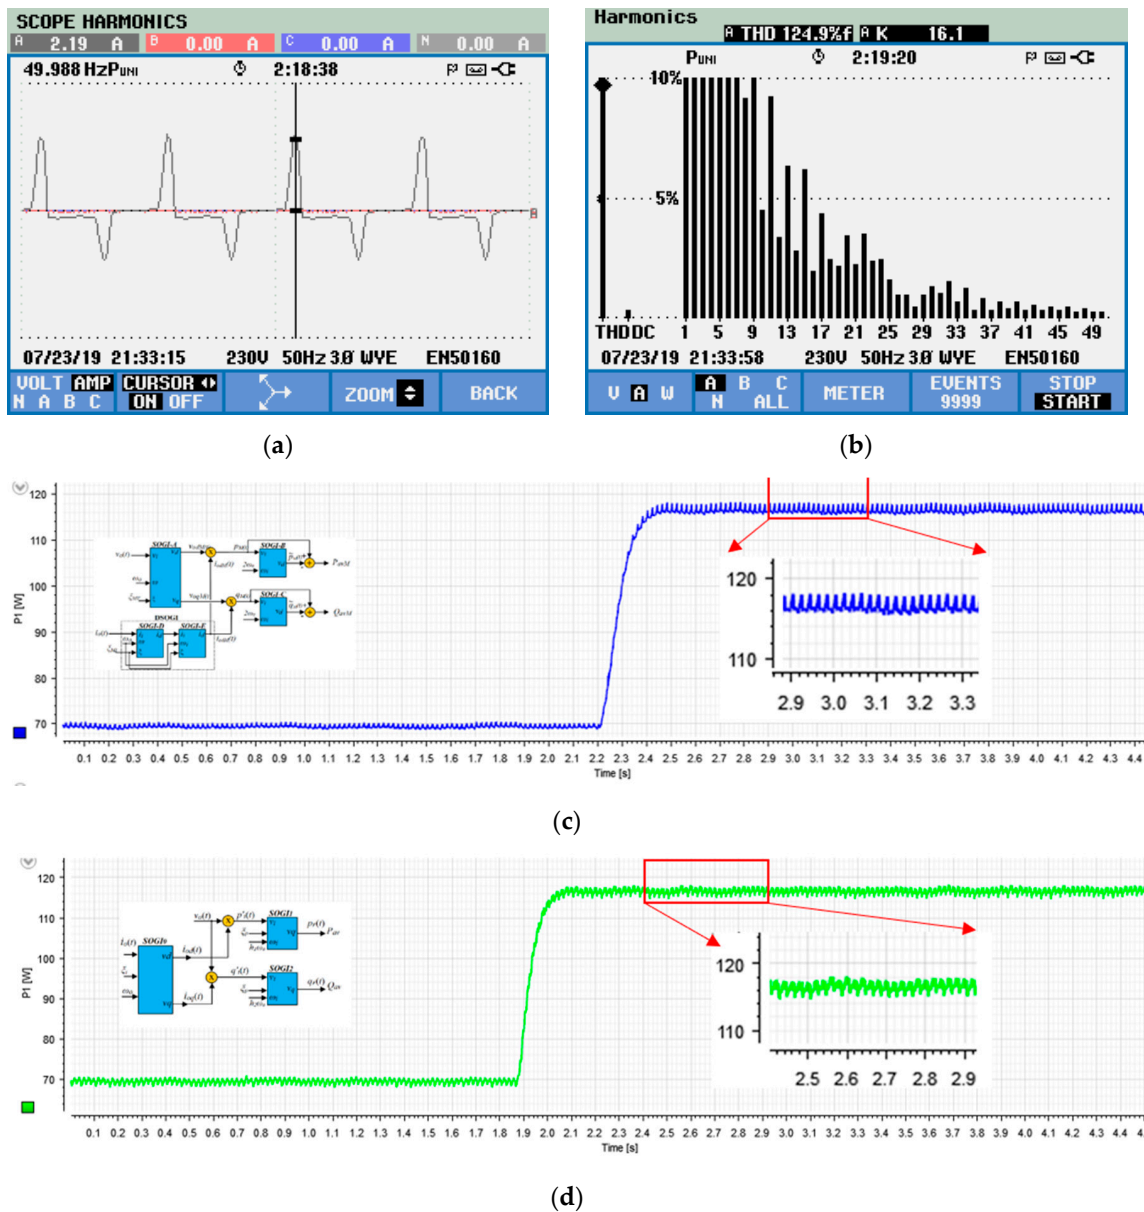 SCOPE HARMONICS
A 2.19 A B 0.00 A C 0.00 A N 0.00 A
49.988 HzPUNI 2:18:38
07/23/19 21:33:15 230V 50Hz 3Ø WYE EN50160
VOLT AMP CURSOR ZOOM BACK
N A B C ON OFF
(a)
Harmonics
A THD 124.9%f A K 16.1
PUNI 2:19:20
10%
5%
THD DC 1 5 9 13 17 21 25 29 33 37 41 45 49
07/23/19 21:33:58 230V 50Hz 3Ø WYE EN50160
V A W A B C METER EVENTS STOP
N ALL 9999 START
(b)
120
110
100
90
80
70
P1 [W]
SOGI-A
SOGI-B
SOGI-C
DSOGI
SOGI-D SOGI-E
120
110
2.9 3.0 3.1 3.2 3.3
0.1 0.2 0.3 0.4 0.5 0.6 0.7 0.8 0.9 1.0 1.1 1.2 1.3 1.4 1.5 1.6 1.7 1.8 1.9 2.0 2.1 2.2 2.3 2.4 2.5 2.6 2.7 2.8 2.9 3.0 3.1 3.2 3.3 3.4 3.5 3.6 3.7 3.8 3.9 4.0 4.1 4.2 4.3 4.4
Time [s]
(c)
120
110
100
90
80
70
P1 [W]
SOGI1
SOGI2
120
110
2.5 2.6 2.7 2.8 2.9
0.1 0.2 0.3 0.4 0.5 0.6 0.7 0.8 0.9 1.0 1.1 1.2 1.3 1.4 1.5 1.6 1.7 1.8 1.9 2.0 2.1 2.2 2.3 2.4 2.5 2.6 2.7 2.8 2.9 3.0 3.1 3.2 3.3 3.4 3.5 3.6 3.7 3.8 3.9 4.0 4.1 4.2 4.3 4.4
Time [s]
(d)